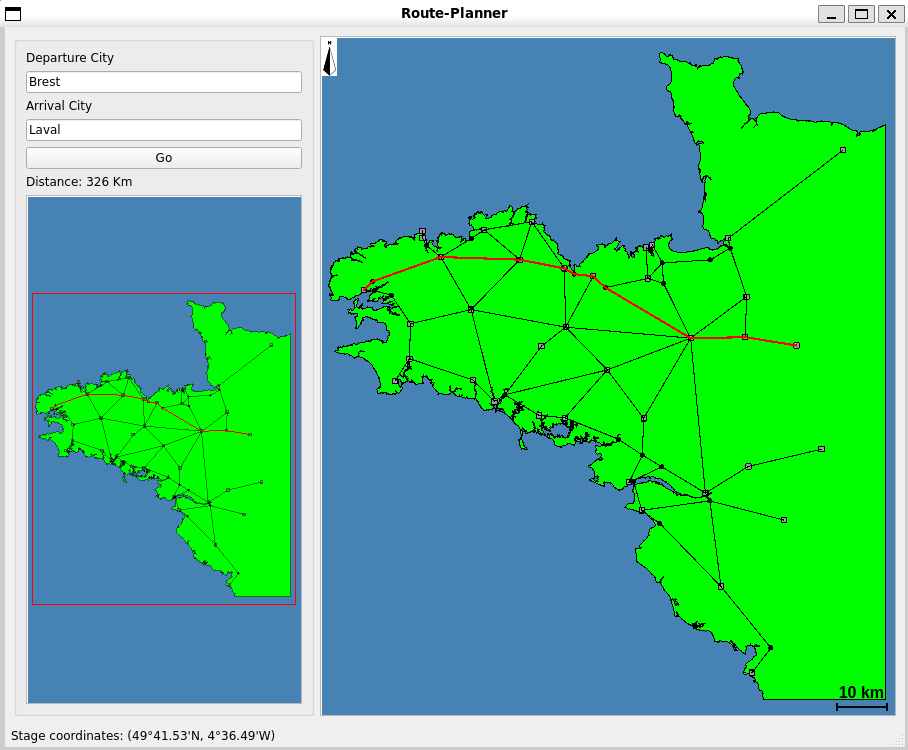 Route-Planner
Departure City
Brest
Arrival City
Laval
Go
Distance: 326 Km
N
10 km
Stage coordinates: (49°41.53'N, 4°36.49'W)